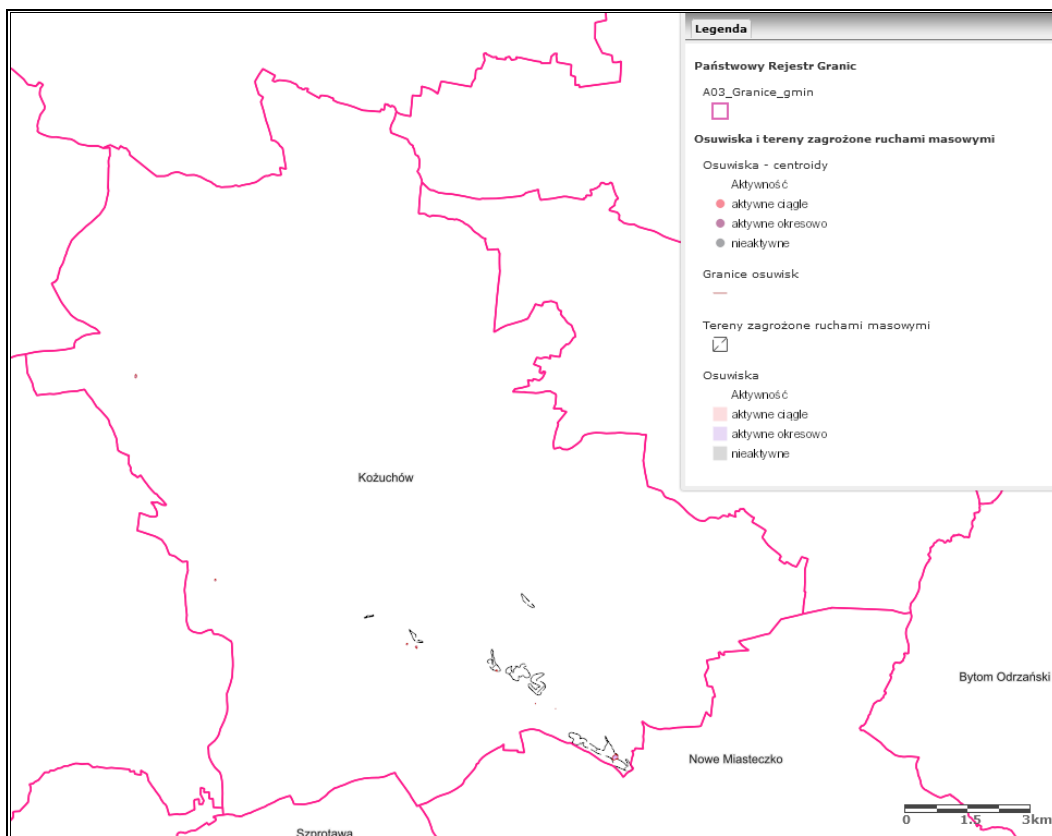 Legenda
Państwowy Rejestr Granic
A03_Granice_gmin
Osuwiska i tereny zagrożone ruchami masowymi
Osuwiska - centroidy
Aktywność
aktywne ciągle
aktywne okresowo
nieaktywne
Granice osuwisk
Tereny zagrożone ruchami masowymi
Osuwiska
Aktywność
aktywne ciągle
aktywne okresowo
nieaktywne
Kożuchów
Bytom Odrzański
Nowe Miasteczko
Szprotawa
0 1.5 3km